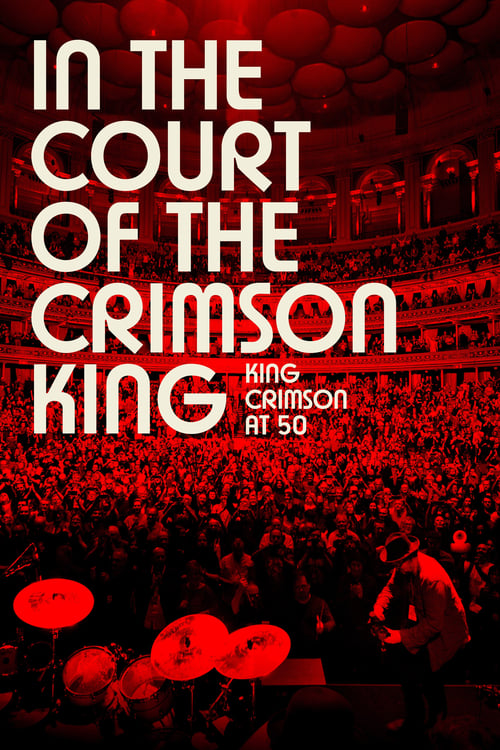 IN THE
COURT
OF THE
CRIMSON
KING
KING
CRIMSON
AT 50